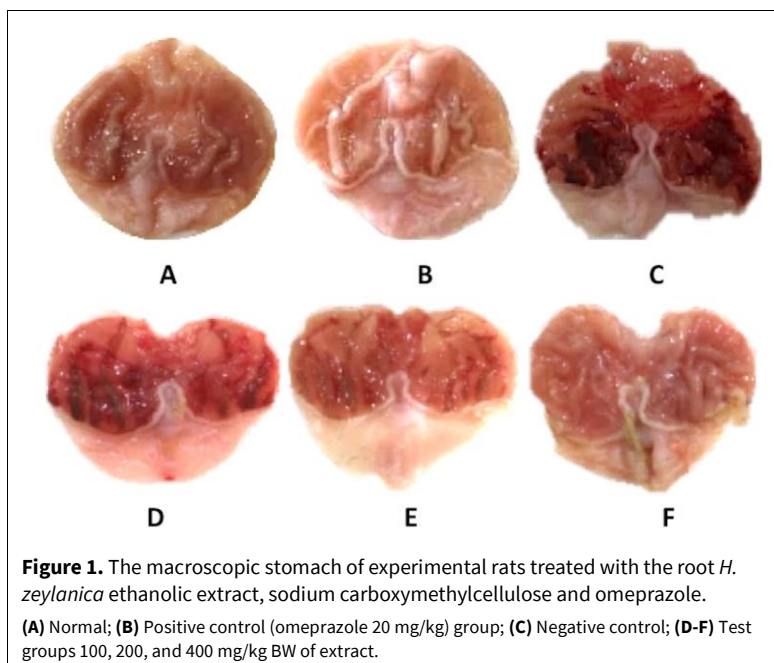 A B C
D E F
Figure 1. The macroscopic stomach of experimental rats treated with the root H.
zeylanica ethanolic extract, sodium carboxymethylcellulose and omeprazole.
(A) Normal; (B) Positive control (omeprazole 20 mg/kg) group; (C) Negative control; (D-F) Test
groups 100, 200, and 400 mg/kg BW of extract.